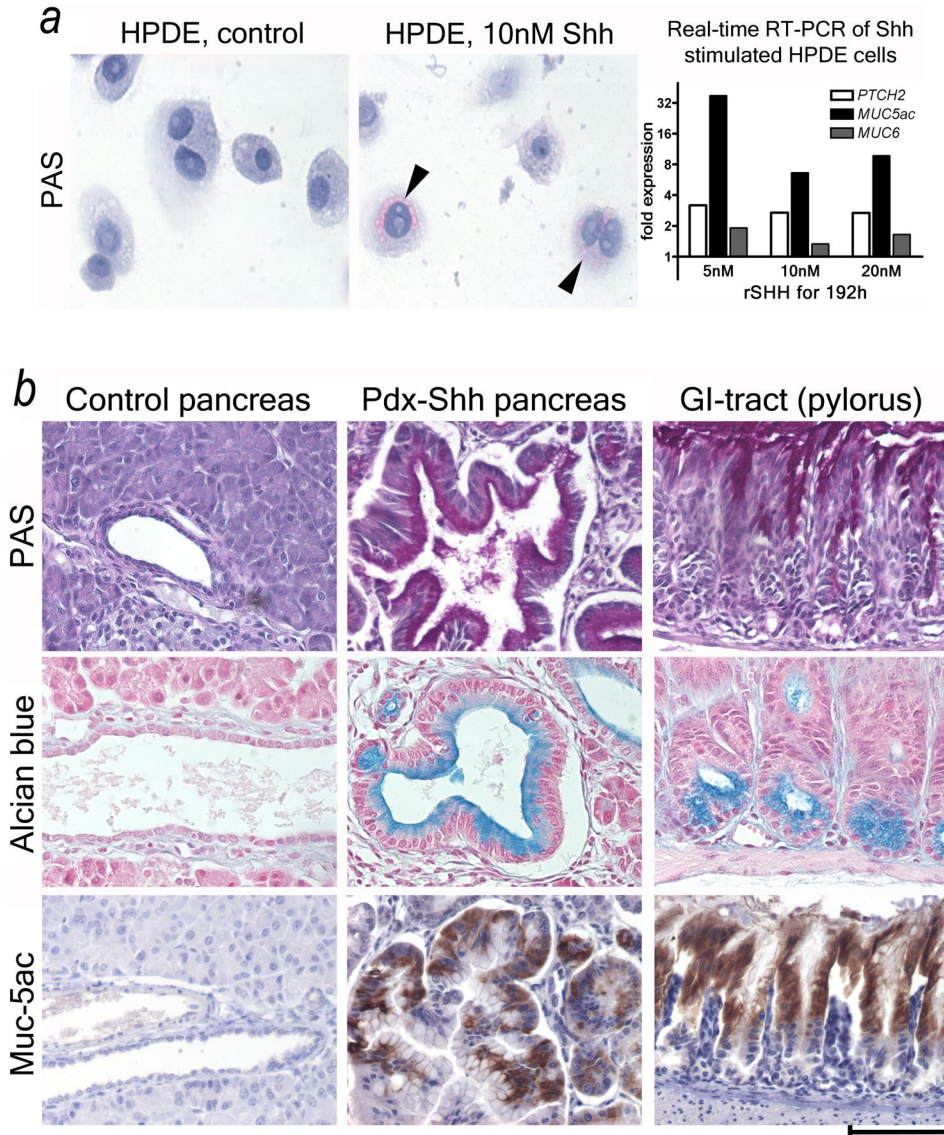 a
HPDE, control
HPDE, 10nM Shh
Real-time RT-PCR of Shh
stimulated HPDE cells
PAS
fold expression
32
16
8
4
2
1
PTCH2
MUC5ac
MUC6
5nM
10nM
20nM
rSHH for 192h
b
Control pancreas
Pdx-Shh pancreas
GI-tract (pylorus)
PAS
Alcian blue
Muc-5ac